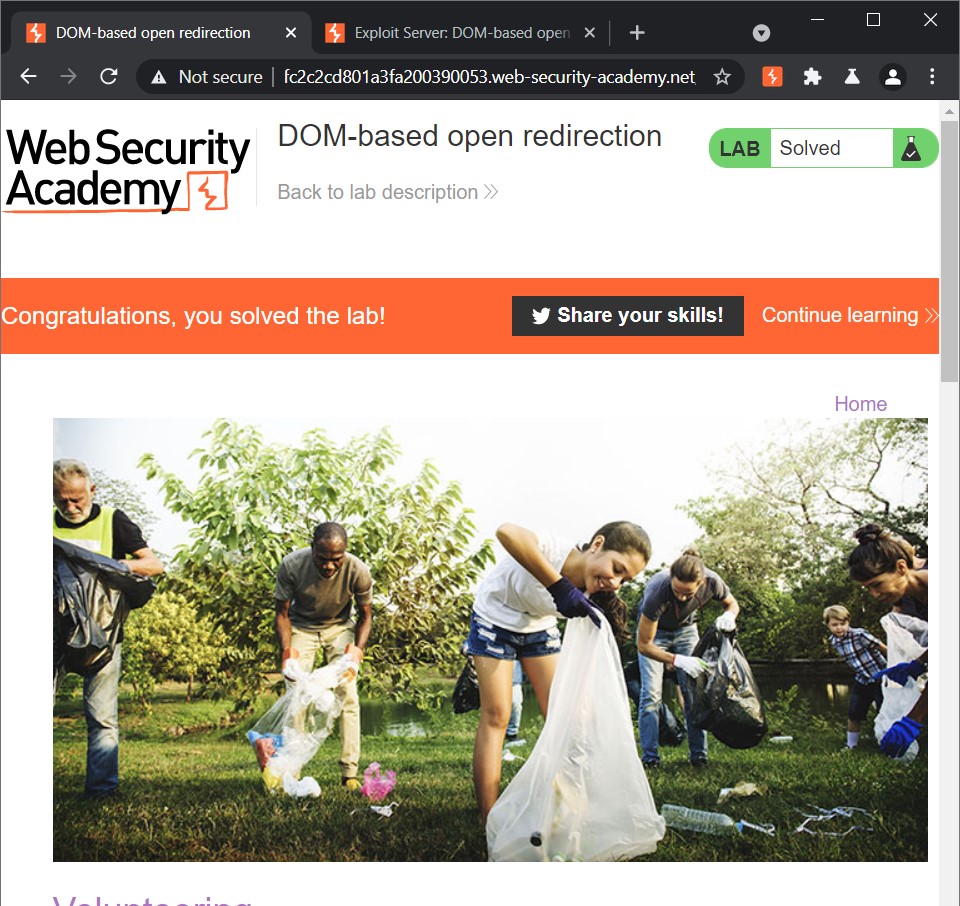 DOM-based open redirection
Exploit Server: DOM-based open
Not secure
fc2c2cd801a3fa200390053.web-security-academy.net
Web Security
Academy
DOM-based open redirection
Back to lab description
LAB
Solved
Congratulations, you solved the lab!
Share your skills!
Continue learning
Home
Volunteering